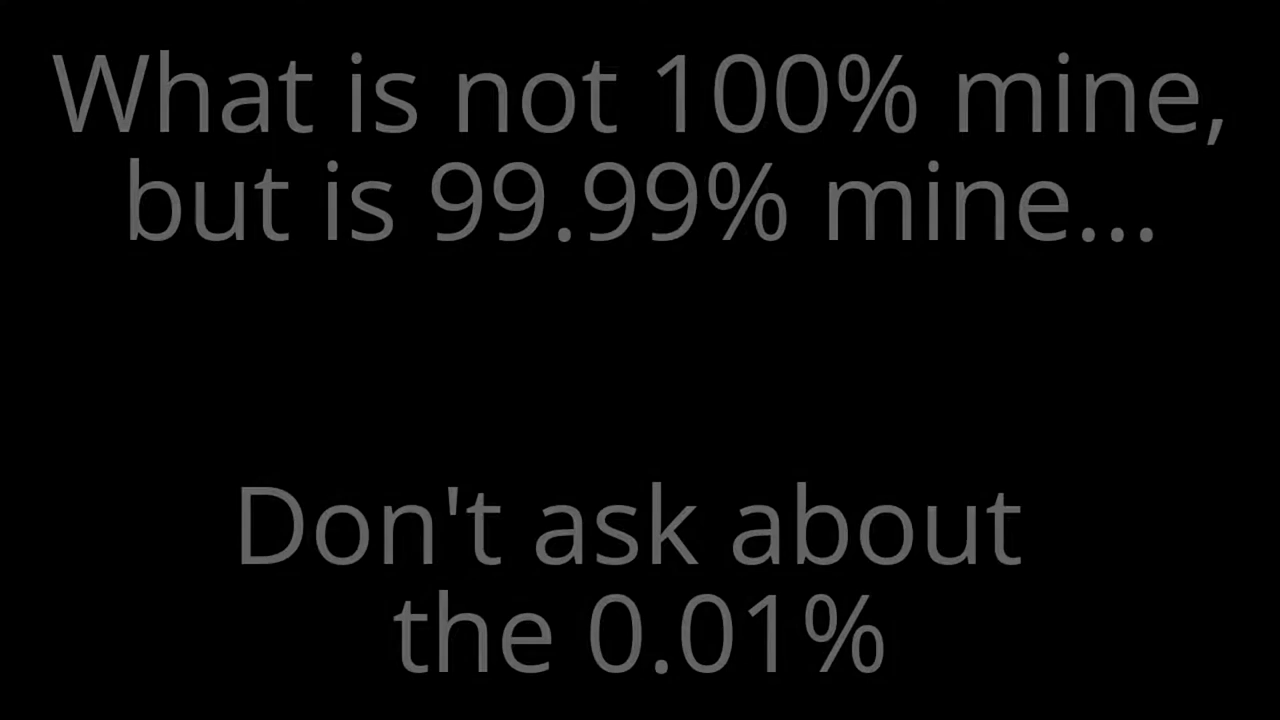 What is not 100% mine,
but is 99.99% mine...
Don't ask about
the 0.01%